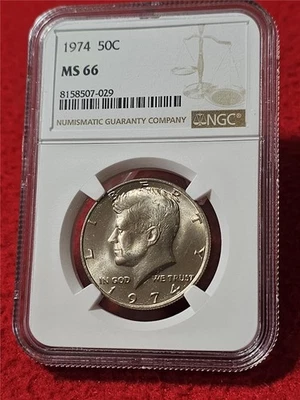 1974 50C
MS 66
8158507-029
NUMISMATIC GUARANTY COMPANY
NGC
LIBERTY
IN GOD WE TRUST
1974